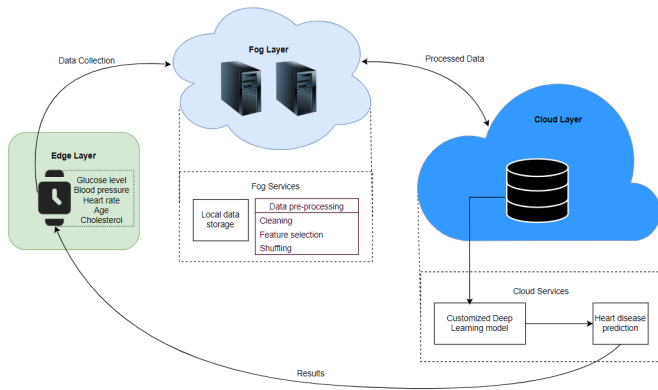 Data Collection
Fog Layer
Processed Data
Cloud Layer
Edge Layer
Glucose level
Blood pressure
Heart rate
Age
Cholesterol
Fog Services
Local data
storage
Data pre-processing
Cleaning
Feature selection
Shuffling
Cloud Services
Customized Deep
Learning model
Heart disease
prediction
Results